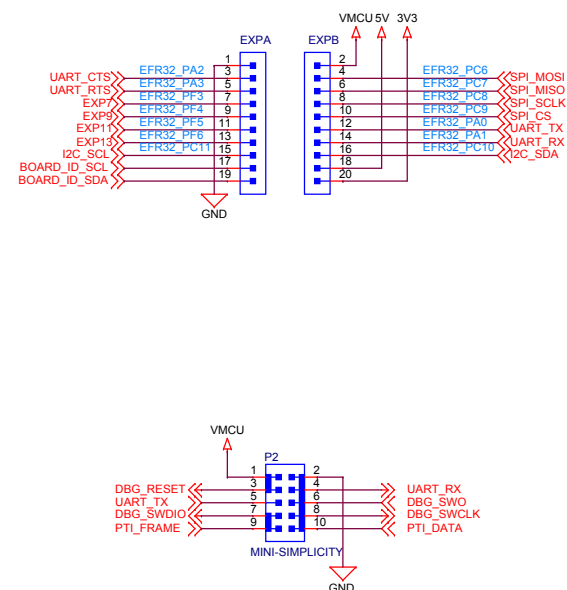 VMCU 5V 3V3
EXPA EXPB
1 2
EFR32_PA2 EFR32_PC6
UART_CTS 3 4 SPI_MOSI
EFR32_PA3 EFR32_PC7
UART_RTS 5 6 SPI_MISO
EFR32_PF3 EFR32_PC8
EXP7 7 8 SPI_SCLK
EFR32_PF4 EFR32_PC9
EXP9 9 10 SPI_CS
EFR32_PF5 EFR32_PA0
EXP11 11 12 UART_TX
EFR32_PF6 EFR32_PA1
EXP13 13 14 UART_RX
EFR32_PC11 EFR32_PC10
I2C_SCL 15 16 I2C_SDA
BOARD_ID_SCL 17 18
BOARD_ID_SDA 19 20
GND
VMCU
P2
1 2
DBG_RESET 3 4 UART_RX
UART_TX 5 6 DBG_SWO
DBG_SWDIO 7 8 DBG_SWCLK
PTI_FRAME 9 10 PTI_DATA
MINI-SIMPLICITY
GND